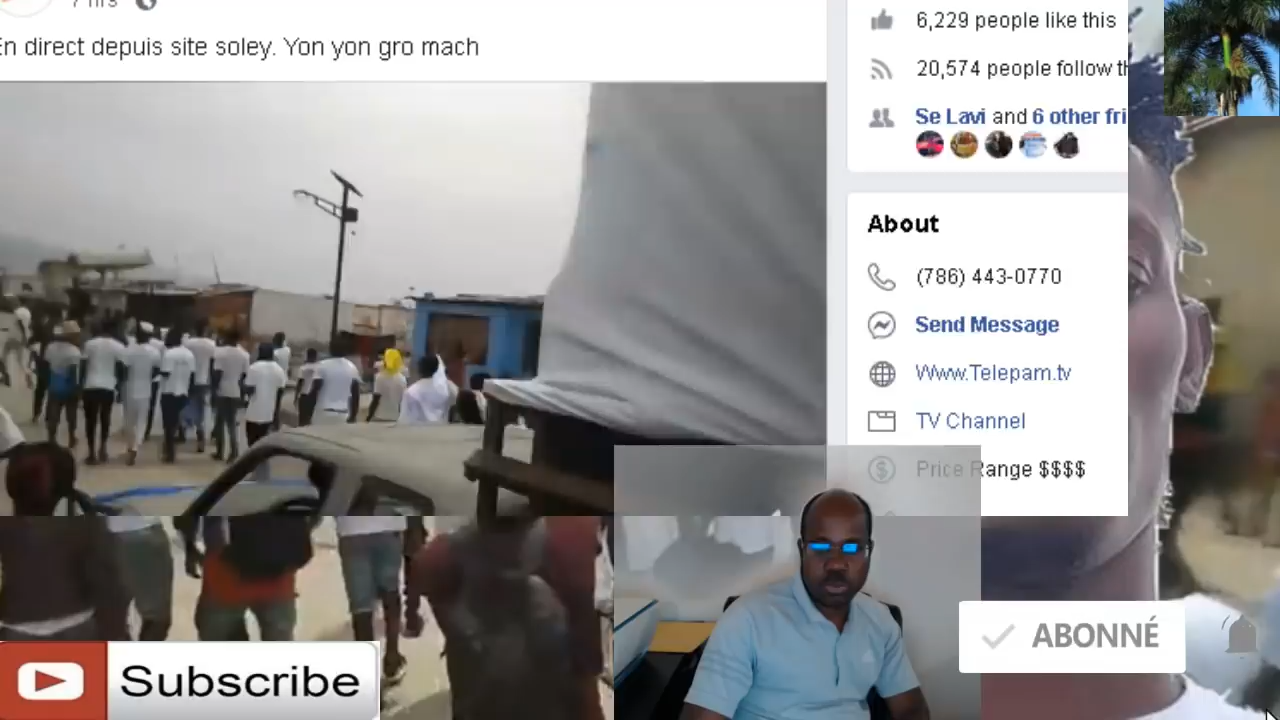 7 hrs
En direct depuis site soley. Yon yon gro mach
6,229 people like this
20,574 people follow th
Se Lavi and 6 other fri
About
(786) 443-0770
Send Message
Www.Telepam.tv
TV Channel
Price Range $$$$
ABONNÉ
Subscribe